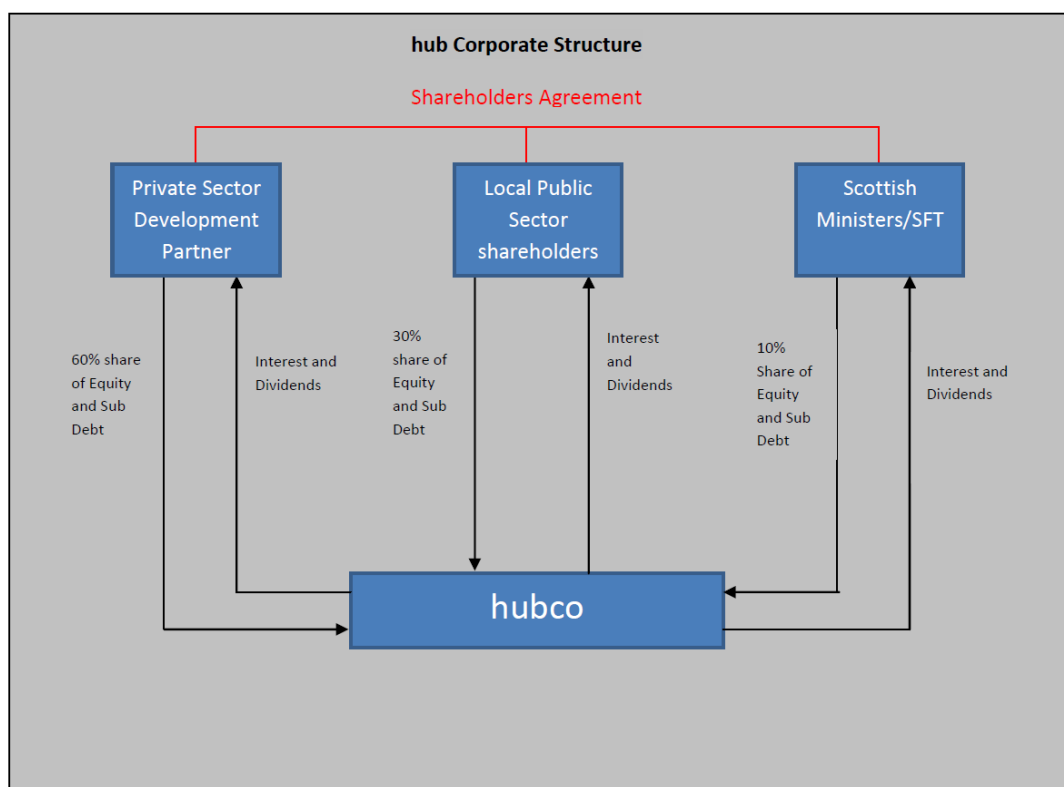 hub Corporate Structure
Shareholders Agreement
Private Sector
Development
Partner
Local Public
Sector
shareholders
Scottish
Ministers/SFT
60% share
of Equity
and Sub
Debt
Interest and
Dividends
30%
share of
Equity
and Sub
Debt
Interest
and
Dividends
10%
Share of
Equity
and Sub
Debt
Interest and
Dividends
hubco